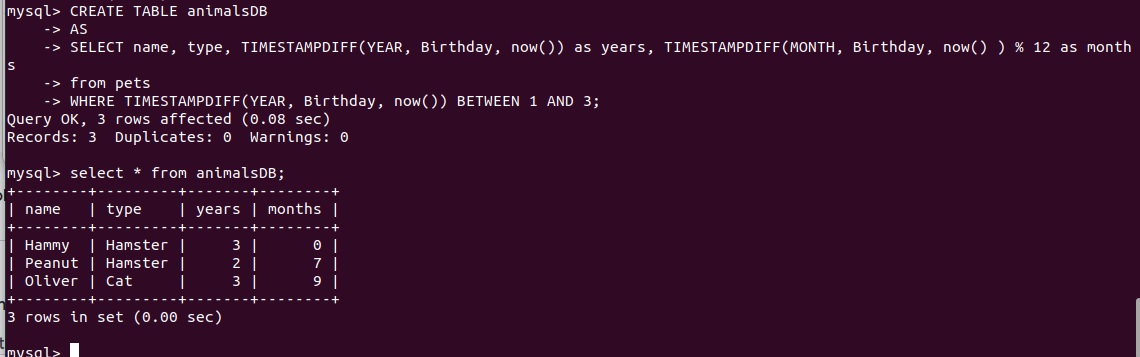 mysql> CREATE TABLE animalsDB
    -> AS
    -> SELECT name, type, TIMESTAMPDIFF(YEAR, Birthday, now()) as years, TIMESTAMPDIFF(MONTH, Birthday, now() ) % 12 as month
s
    -> from pets
    -> WHERE TIMESTAMPDIFF(YEAR, Birthday, now()) BETWEEN 1 AND 3;
Query OK, 3 rows affected (0.08 sec)
Records: 3  Duplicates: 0  Warnings: 0

mysql> select * from animalsDB;
+--------+---------+-------+--------+
| name   | type    | years | months |
+--------+---------+-------+--------+
| Hammy  | Hamster |     3 |      0 |
| Peanut | Hamster |     2 |      7 |
| Oliver | Cat     |     3 |      9 |
+--------+---------+-------+--------+
3 rows in set (0.00 sec)

mysql>